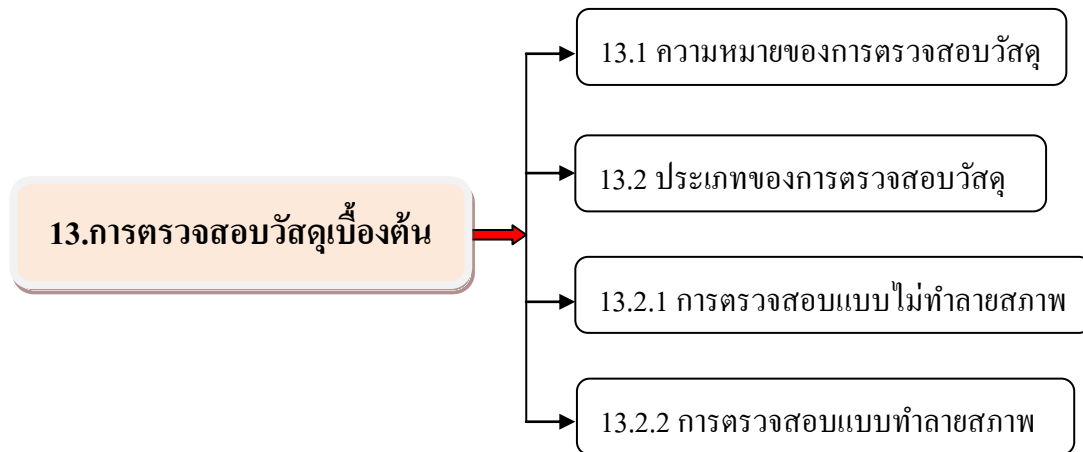 13.1 ความหมายของการตรวจสอบวัสดุ
13.2 ประเภทของการตรวจสอบวัสดุ
13.การตรวจสอบวัสดุเบื้องต้น
13.2.1 การตรวจสอบแบบไม่ทำลายสภาพ
13.2.2 การตรวจสอบแบบทำลายสภาพ